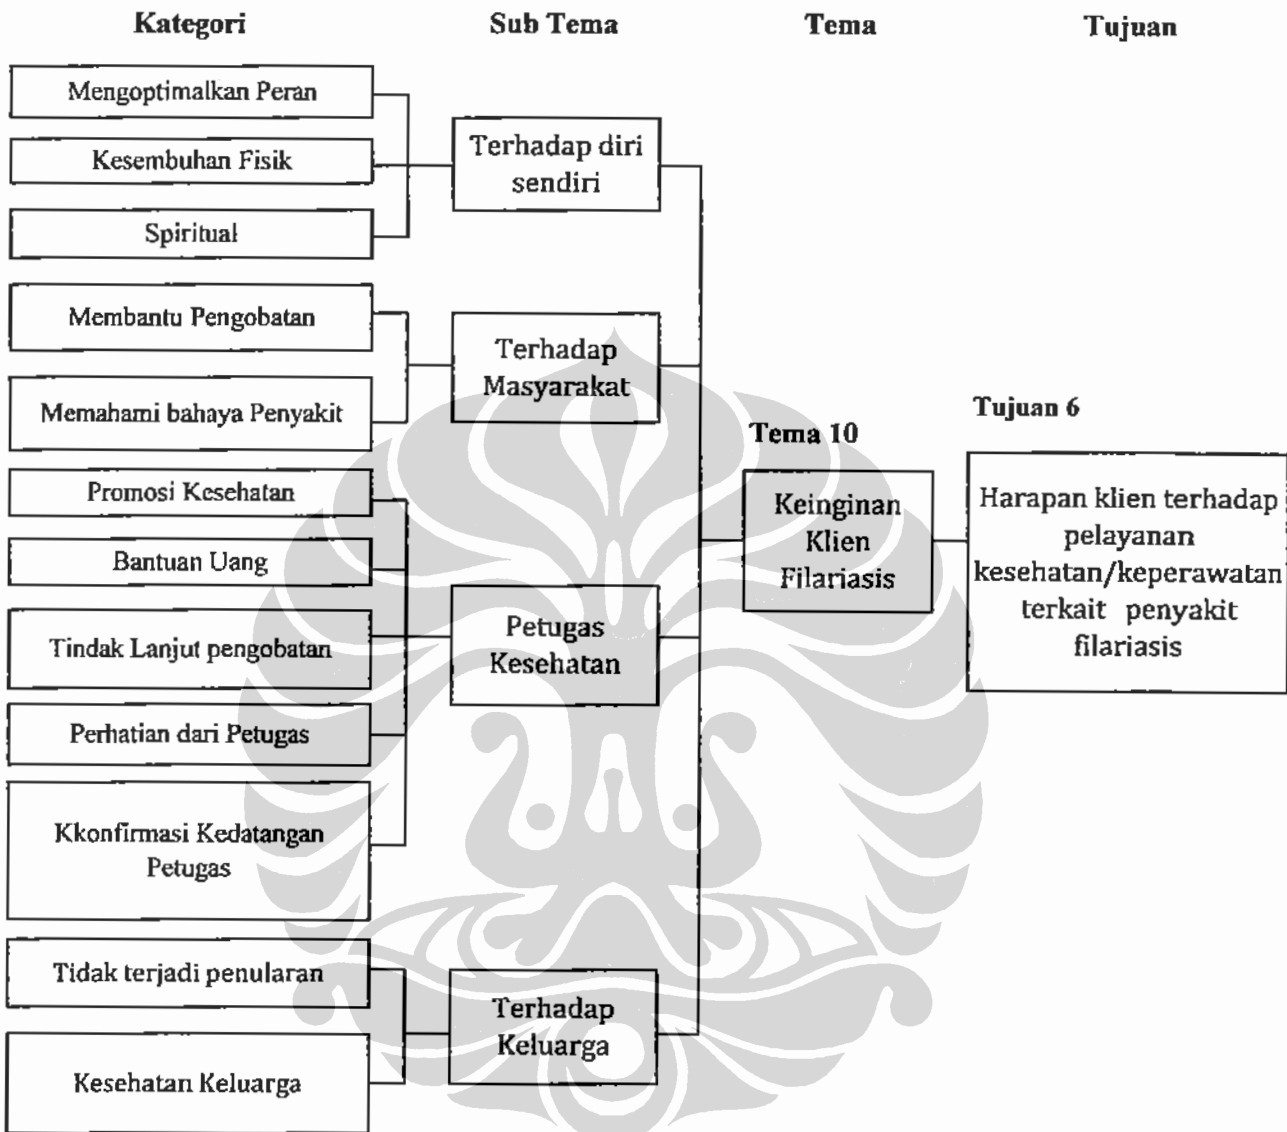 Kategori
Sub Tema
Tema
Tujuan
Mengoptimalkan Peran
Kesembuhan Fisik
Spiritual
Terhadap diri
sendiri
Membantu Pengobatan
Memahami bahaya Penyakit
Terhadap
Masyarakat
Promosi Kesehatan
Bantuan Uang
Tindak Lanjut pengobatan
Perhatian dari Petugas
Kkonfirmasi Kedatangan
Petugas
Petugas
Kesehatan
Tidak terjadi penularan
Kesehatan Keluarga
Terhadap
Keluarga
Tema 10
Keinginan
Klien
Filariasis
Tujuan 6
Harapan klien terhadap
pelayanan
kesehatan/keperawatan
terkait penyakit
filariasis